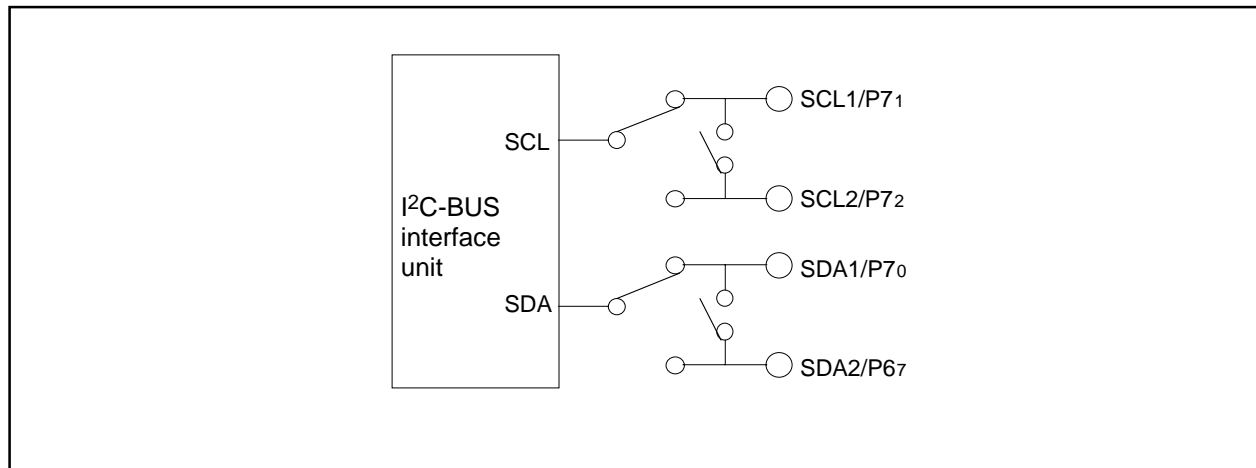 SCL1/P71
SCL
SCL2/P72
I2C-BUS
interface
unit
SDA1/P70
SDA
SDA2/P67